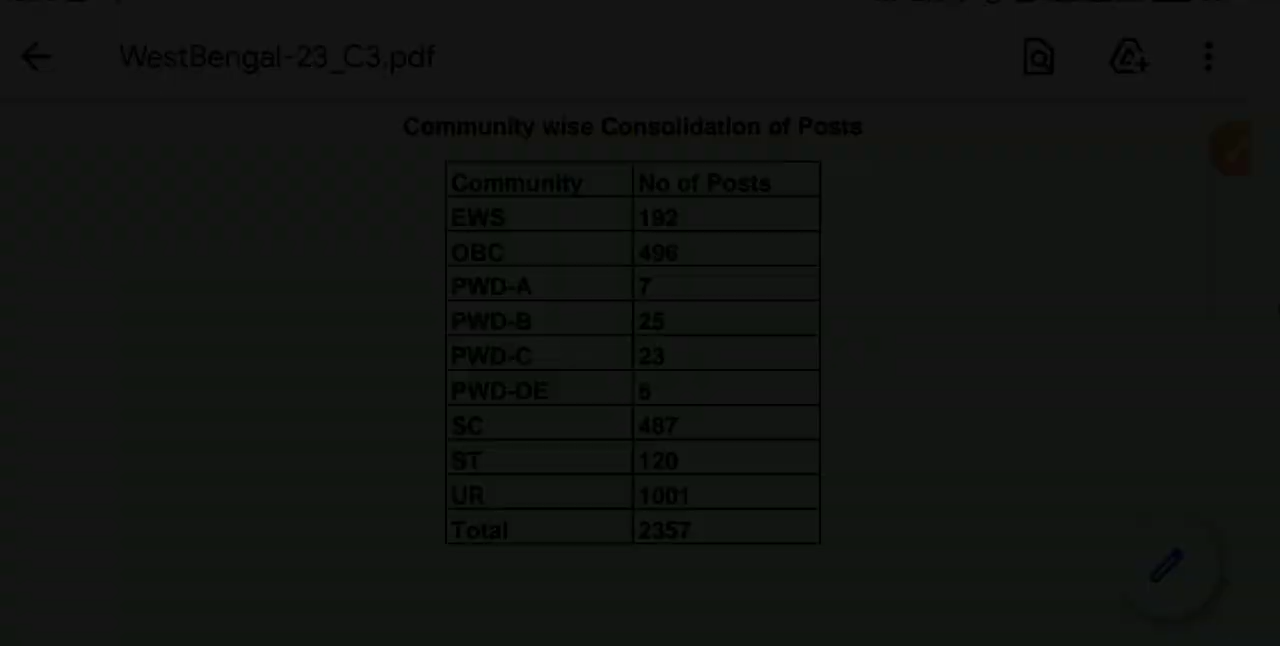 WestBengal-23_C3.pdf
Community wise Consolidation of Posts
Community No of Posts
EWS 192
OBC 496
PWD-A 7
PWD-B 25
PWD-C 23
PWD-DE 6
SC 487
ST 120
UR 1001
Total 2357